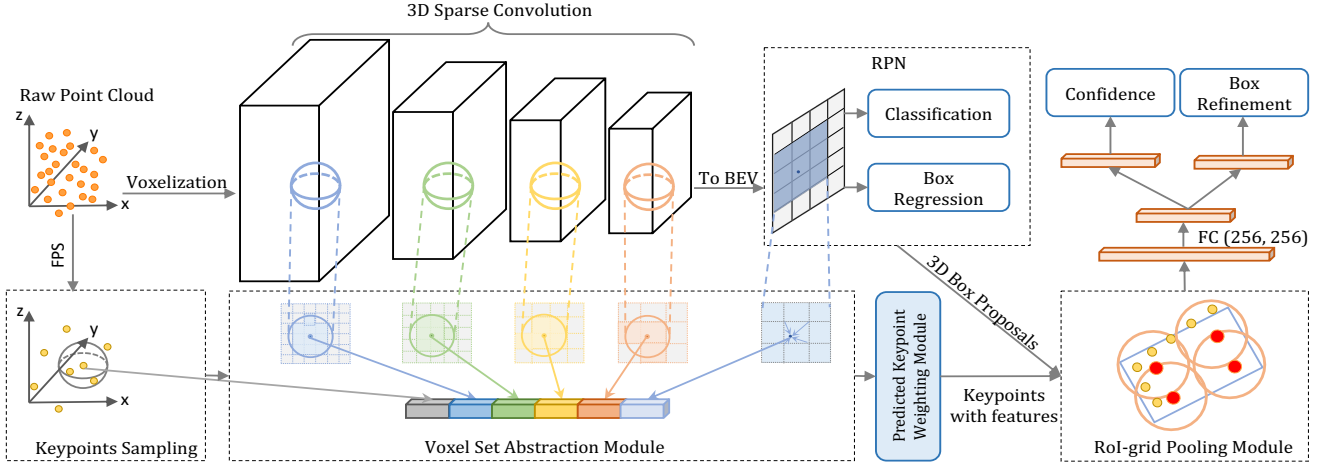 3D Sparse Convolution
Raw Point Cloud
z
y
x
Voxelization
To BEV
RPN
Classification
Box
Regression
Confidence
Box
Refinement
FC (256, 256)
FPS
3D Box Proposals
z
y
x
Keypoints Sampling
Voxel Set Abstraction Module
Predicted Keypoint
Weighting Module
Keypoints
with features
RoI-grid Pooling Module